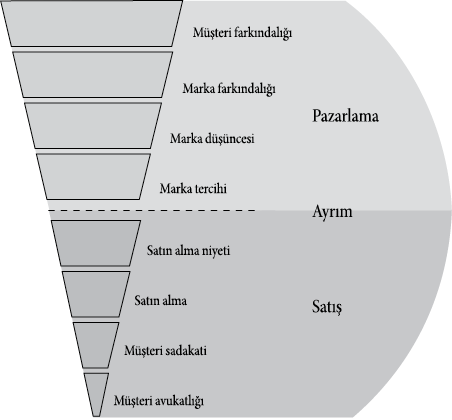 Müşteri farkındalığı
Marka farkındalığı
Pazarlama
Marka düşüncesi
Marka tercihi
Ayrım
Satın alma niyeti
Satın alma
Satış
Müşteri sadakati
Müşteri avukatlığı